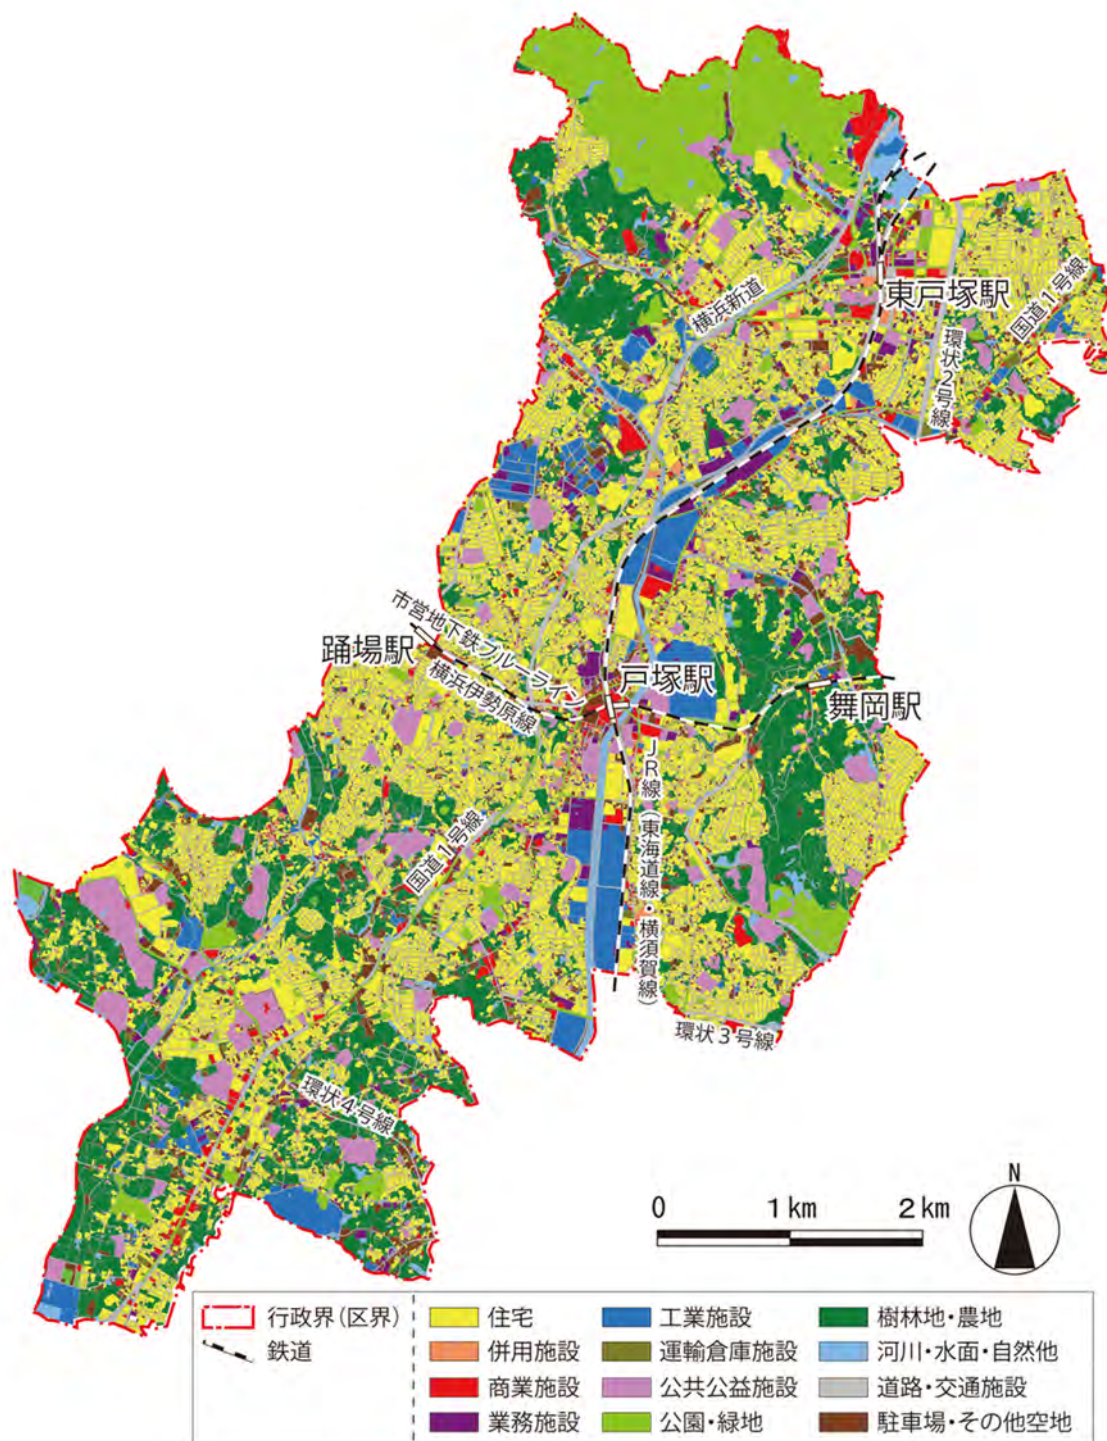 横浜新道
東戸塚駅
国道1号線
環状2号線
市営地下鉄ブルーライン
踊場駅
横浜伊勢原線
戸塚駅
舞岡駅
JR線(東海道線・横須賀線)
国道1号線
環状3号線
環状4号線
N
0 1km 2km
行政界(区界)
鉄道
住宅
併用施設
商業施設
業務施設
工業施設
運輸倉庫施設
公共公益施設
公園・緑地
樹林地・農地
河川・水面・自然他
道路・交通施設
駐車場・その他空地